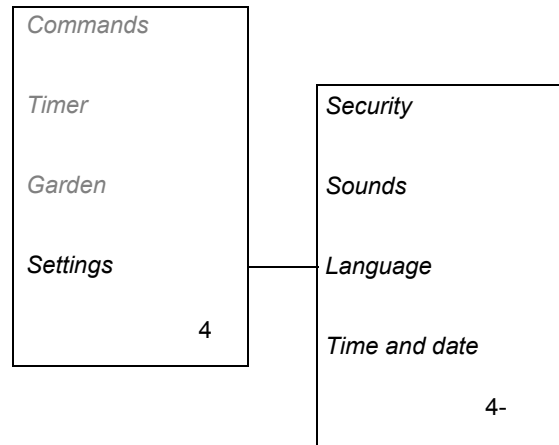 Commands
Timer
Garden
Settings
4
Security
Sounds
Language
Time and date
4-